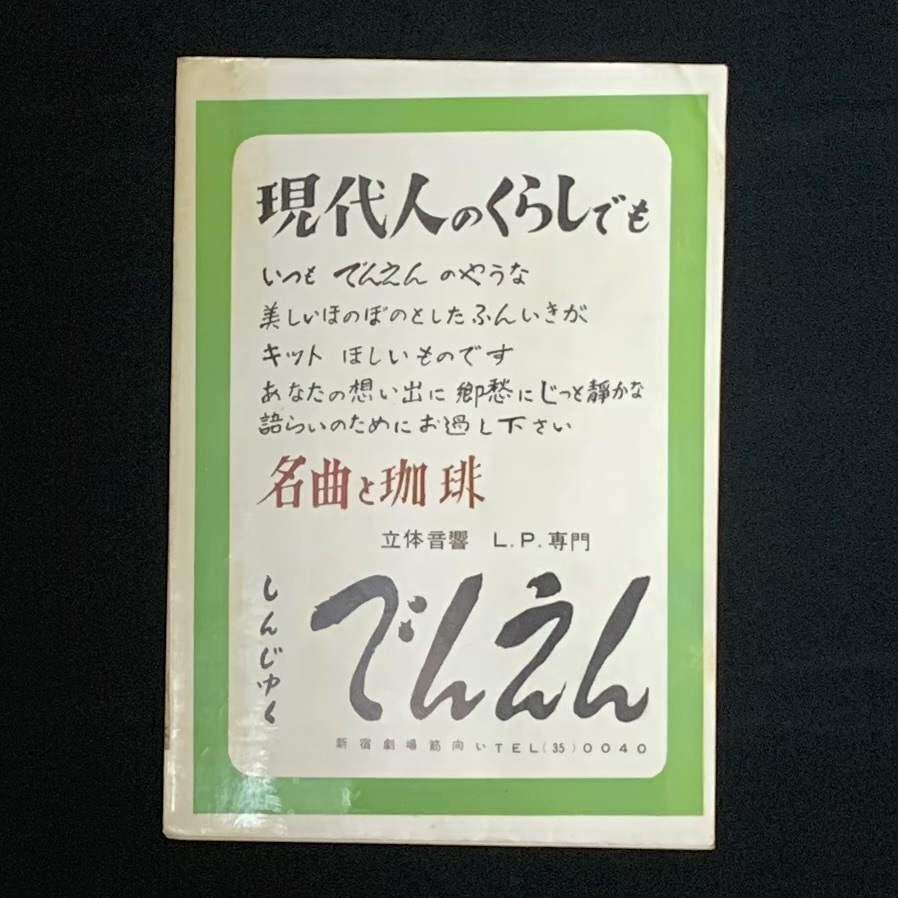 現代人のくらしでも
いつも でんえん のやうな
美しいほのぼのとしたふんいきが
キット ほしいものです
あなたの想い出に 郷愁にじっと靜かな
語らいのためにお過し下さい
名曲と珈琲
立体音響 L.P.専門
しんじゆく
でんえん
新宿劇場筋向い TEL(35)0040